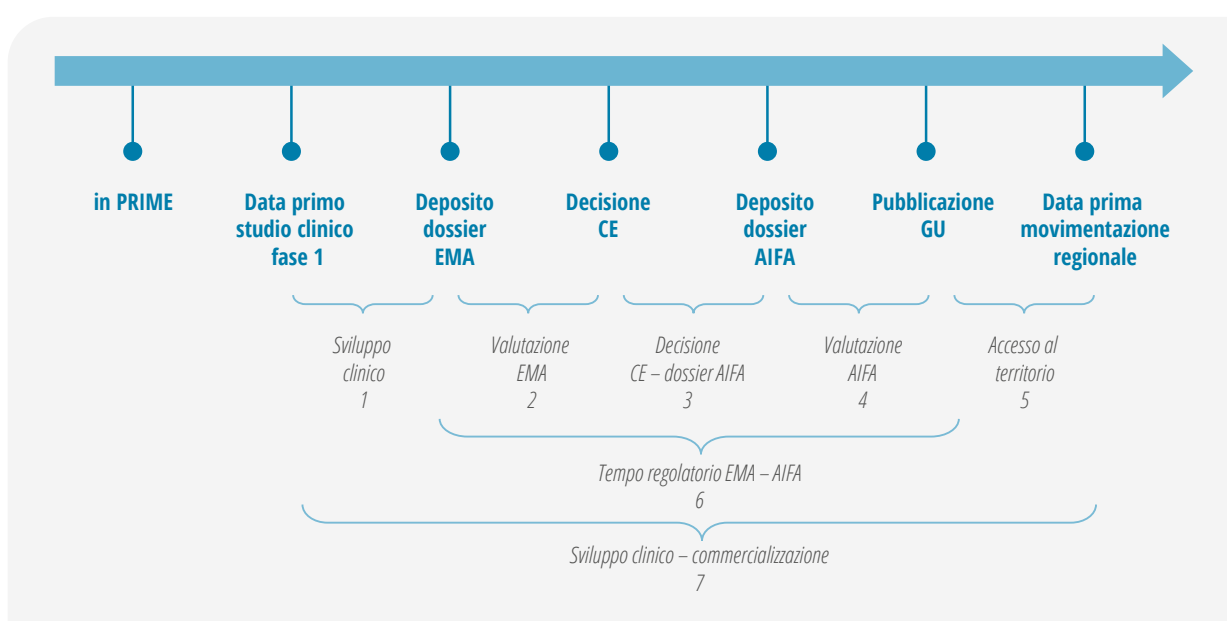 in PRIME
Data primo
studio clinico
fase 1
Deposito
dossier
EMA
Decisione
CE
Deposito
dossier
AIFA
Pubblicazione
GU
Data prima
movimentazione
regionale
Sviluppo
clinico
1
Valutazione
EMA
2
Decisione
CE – dossier AIFA
3
Valutazione
AIFA
4
Accesso al
territorio
5
Tempo regolatorio EMA – AIFA
6
Sviluppo clinico – commercializzazione
7